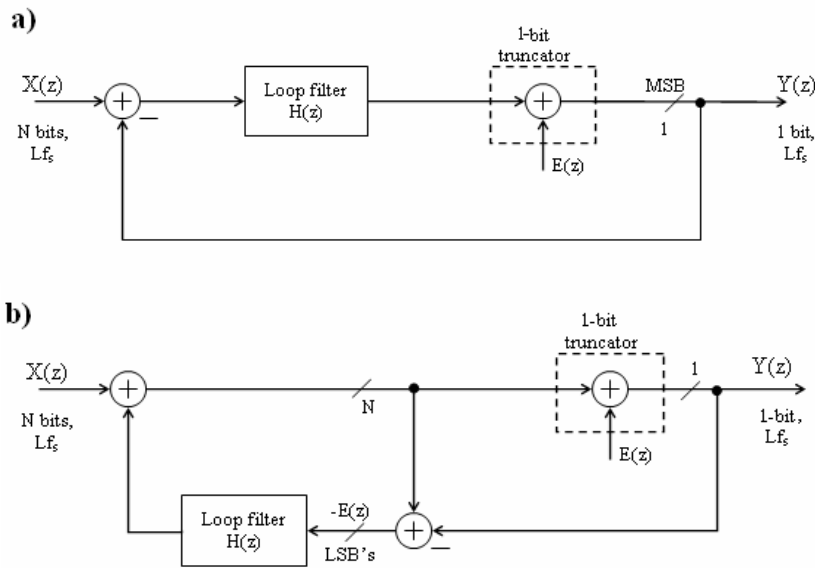 a)
1-bit
truncator
X(z)
Loop filter
H(z)
MSB
Y(z)
N bits,
Lfs
1
1 bit,
Lfs
E(z)
b)
1-bit
truncator
X(z)
1
Y(z)
N bits,
Lfs
N
1-bit,
Lfs
E(z)
Loop filter
H(z)
-E(z)
LSB's